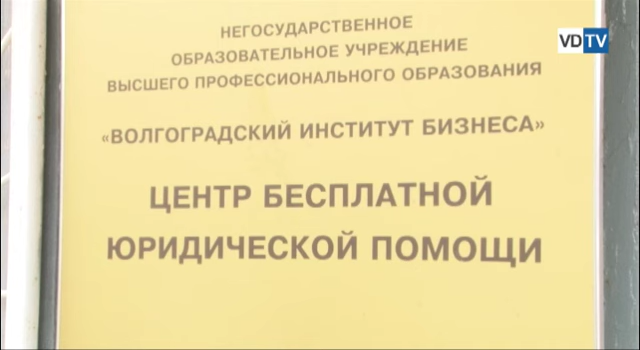 НЕГОСУДАРСТВЕННОЕ
ОБРАЗОВАТЕЛЬНОЕ УЧРЕЖДЕНИЕ
ВЫСШЕГО ПРОФЕССИОНАЛЬНОГО ОБРАЗОВАНИЯ
«ВОЛГОГРАДСКИЙ ИНСТИТУТ БИЗНЕСА»
ЦЕНТР БЕСПЛАТНОЙ
ЮРИДИЧЕСКОЙ ПОМОЩИ
VDTV